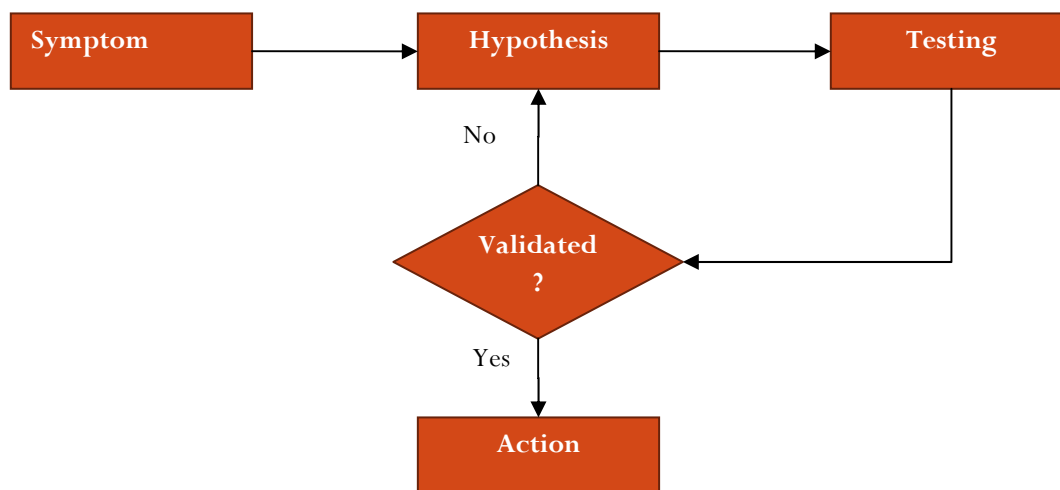 Symptom
Hypothesis
Testing
No
Validated
?
Yes
Action